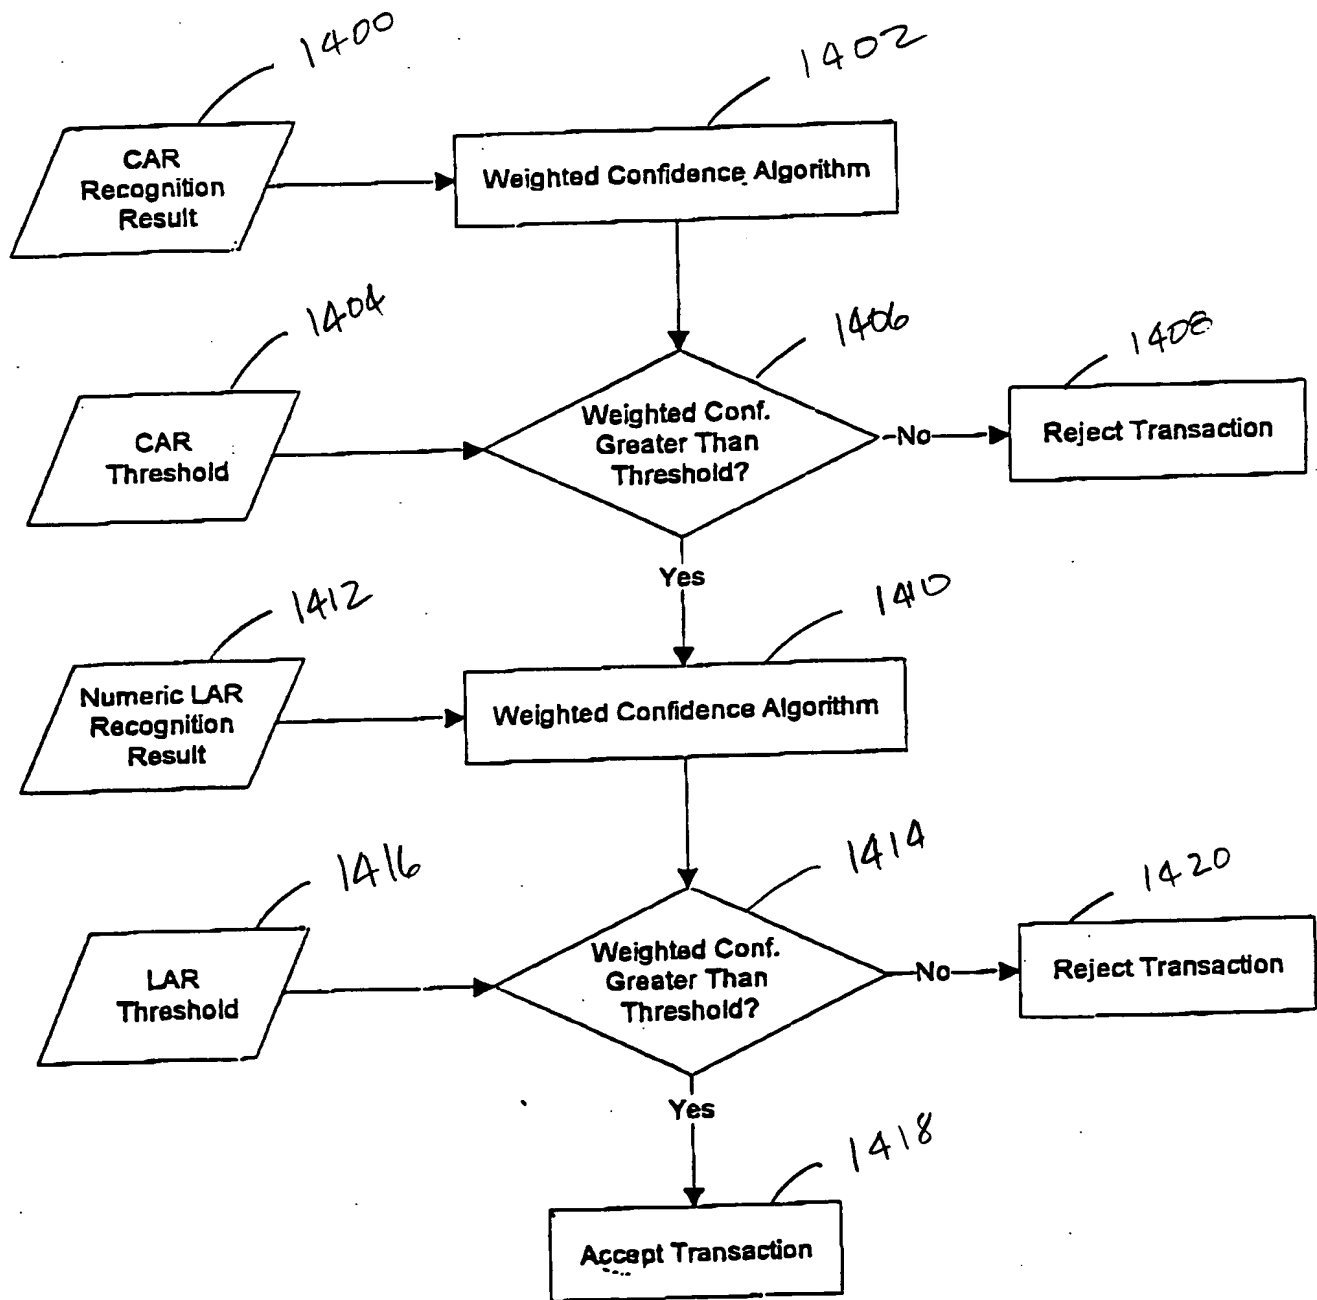 1400
1402
CAR
Recognition
Result
Weighted Confidence Algorithm
1404
1406
1408
CAR
Threshold
Weighted Conf.
Greater Than
Threshold?
No
Reject Transaction
Yes
1412
1410
Numeric LAR
Recognition
Result
Weighted Confidence Algorithm
1416
1414
1420
LAR
Threshold
Weighted Conf.
Greater Than
Threshold?
No
Reject Transaction
Yes
1418
Accept Transaction